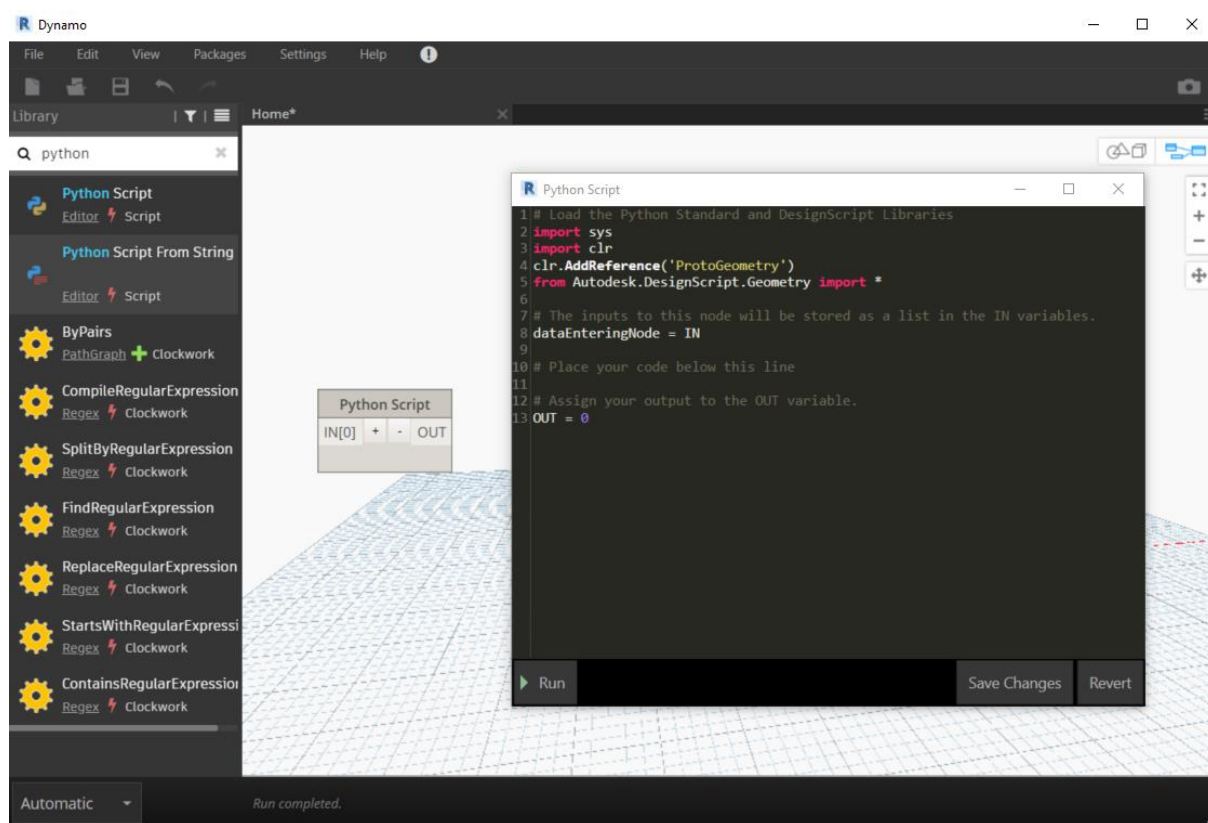 Dynamo
File Edit View Packages Settings Help
Library
Home*
python
Python Script
Editor Script
Python Script From String
Editor Script
ByPairs
PathGraph Clockwork
CompileRegularExpression
Regex Clockwork
SplitByRegularExpression
Regex Clockwork
FindRegularExpression
Regex Clockwork
ReplaceRegularExpression
Regex Clockwork
StartsWithRegularExpressi
Regex Clockwork
ContainsRegularExpression
Regex Clockwork
Python Script
IN[0] + - OUT
Python Script
1 # Load the Python Standard and DesignScript Libraries
2 import sys
3 import clr
4 clr.AddReference('ProtoGeometry')
5 from Autodesk.DesignScript.Geometry import *
6
7 # The inputs to this node will be stored as a list in the IN variables.
8 dataEnteringNode = IN
9
10 # Place your code below this line
11
12 # Assign your output to the OUT variable.
13 OUT = 0
Run Save Changes Revert
Automatic Run completed.